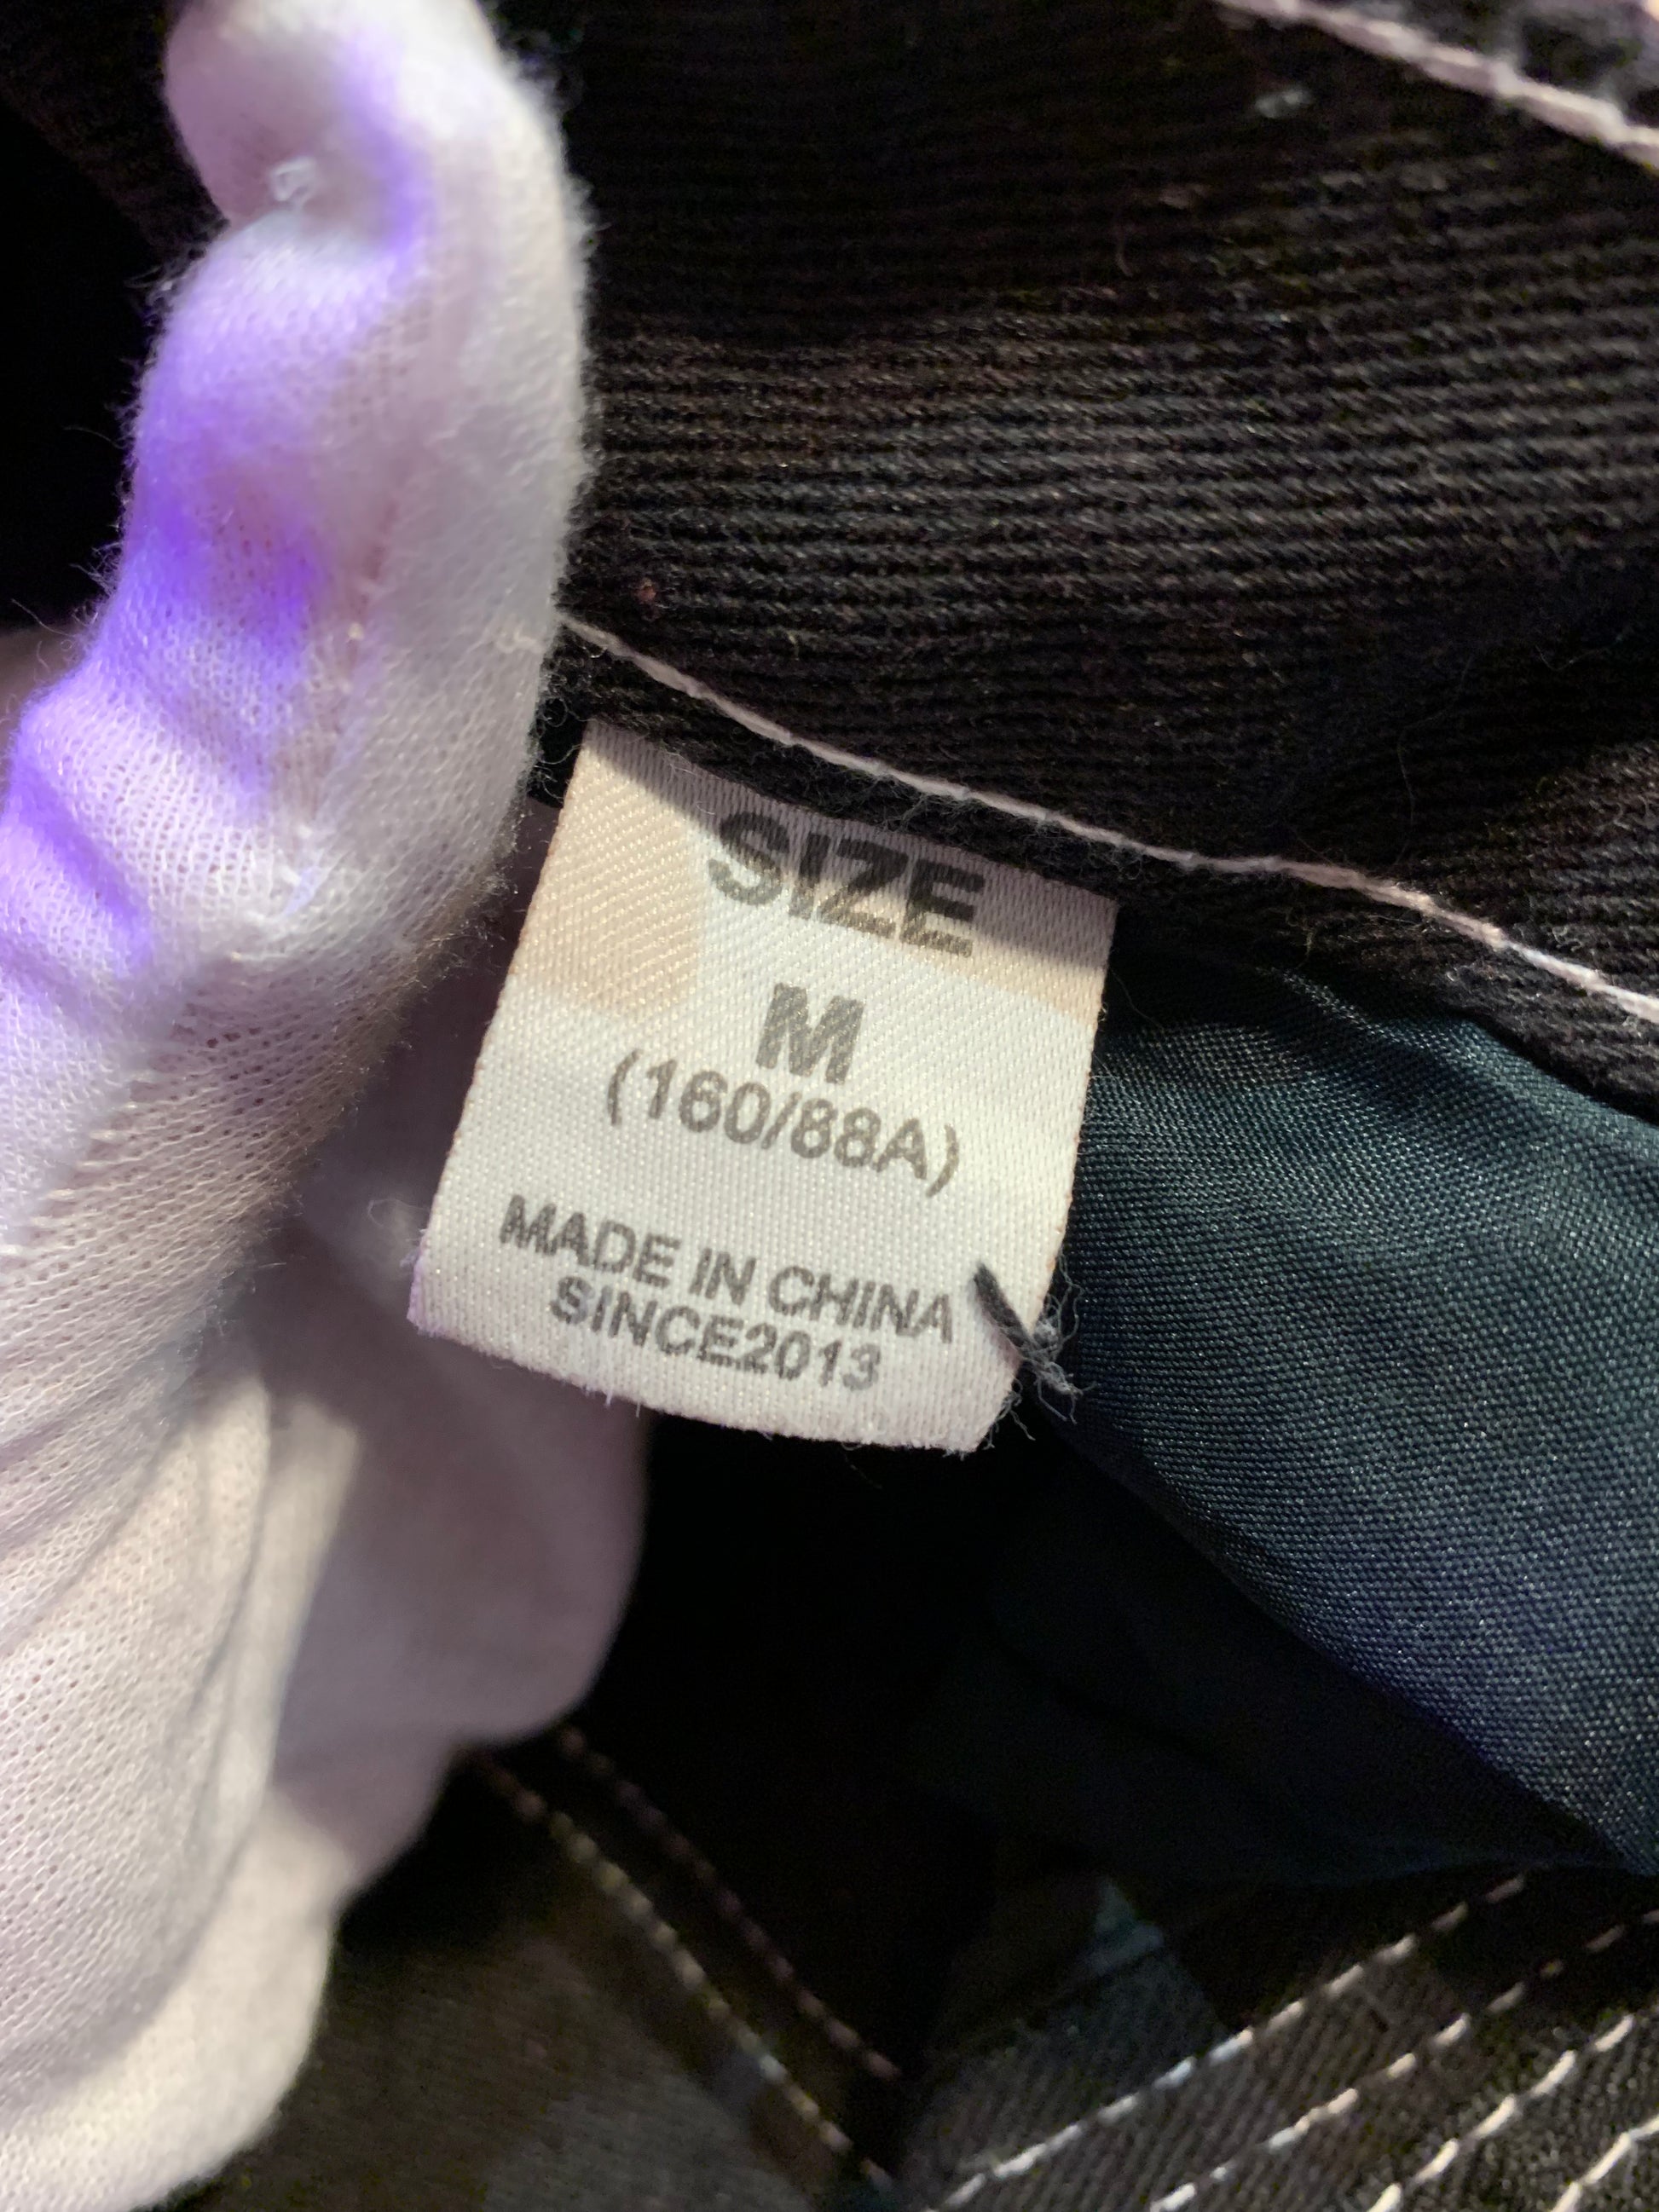 SIZE
M
(160/88A)
MADE IN CHINA
SINCE2013